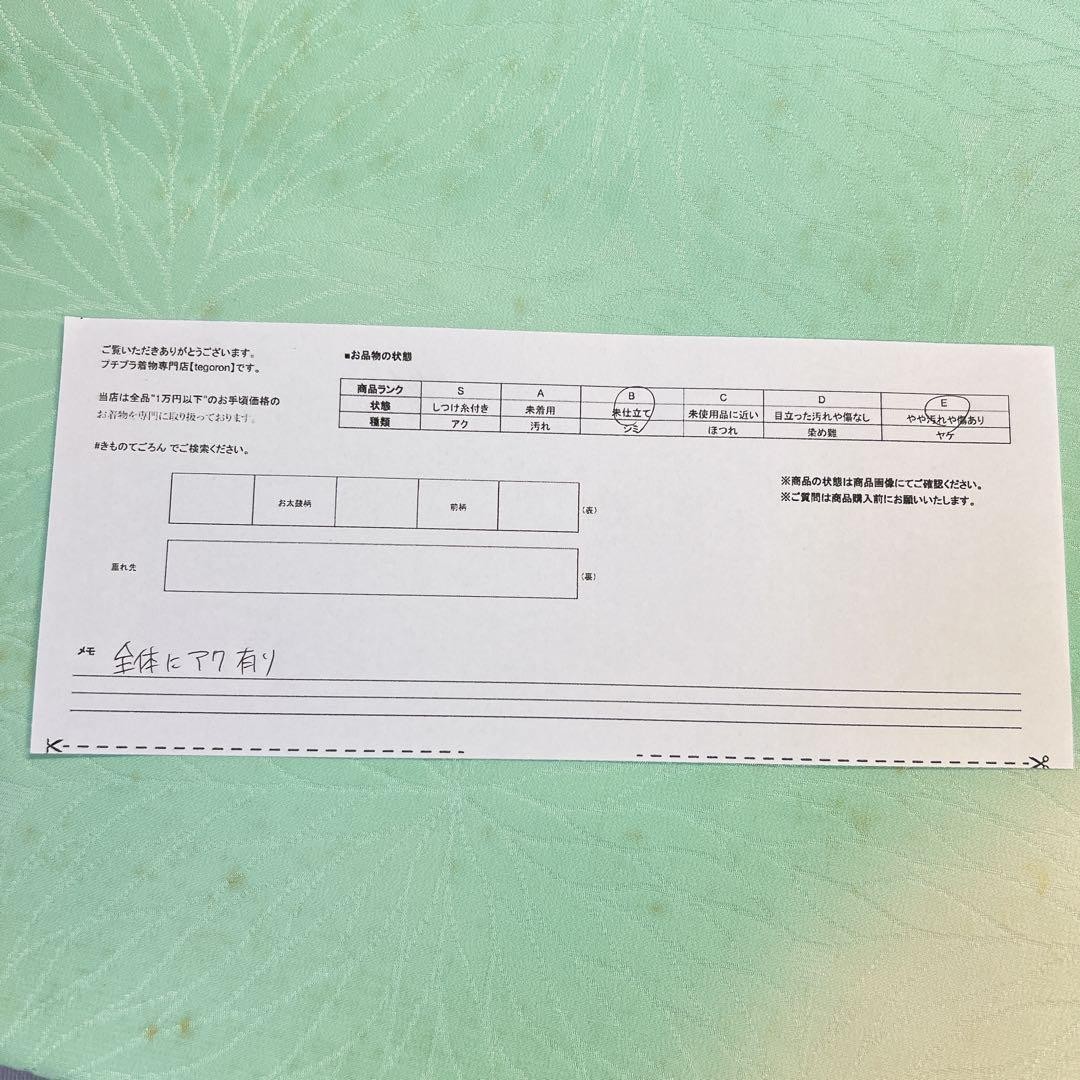 ご覧いただきありがとうございます。
プチプラ着物専門店【tegoron】です。
当店は全品"1万円以下"のお手頃価格の
お着物を専門に取り扱っております。
#きものてごろん でご検索ください。
■お品物の状態
商品ランク S A B C D E
状態 しつけ糸付き 未着用 未仕立て 未使用品に近い 目立った汚れや傷なし やや汚れや傷あり
種類 アク 汚れ シミ ほつれ 染め難 ヤケ
※商品の状態は商品画像にてご確認ください。
※ご質問は商品購入前にお願いいたします。
お太鼓柄 前柄 (表)
垂れ先 (裏)
メモ 全体にアク有り